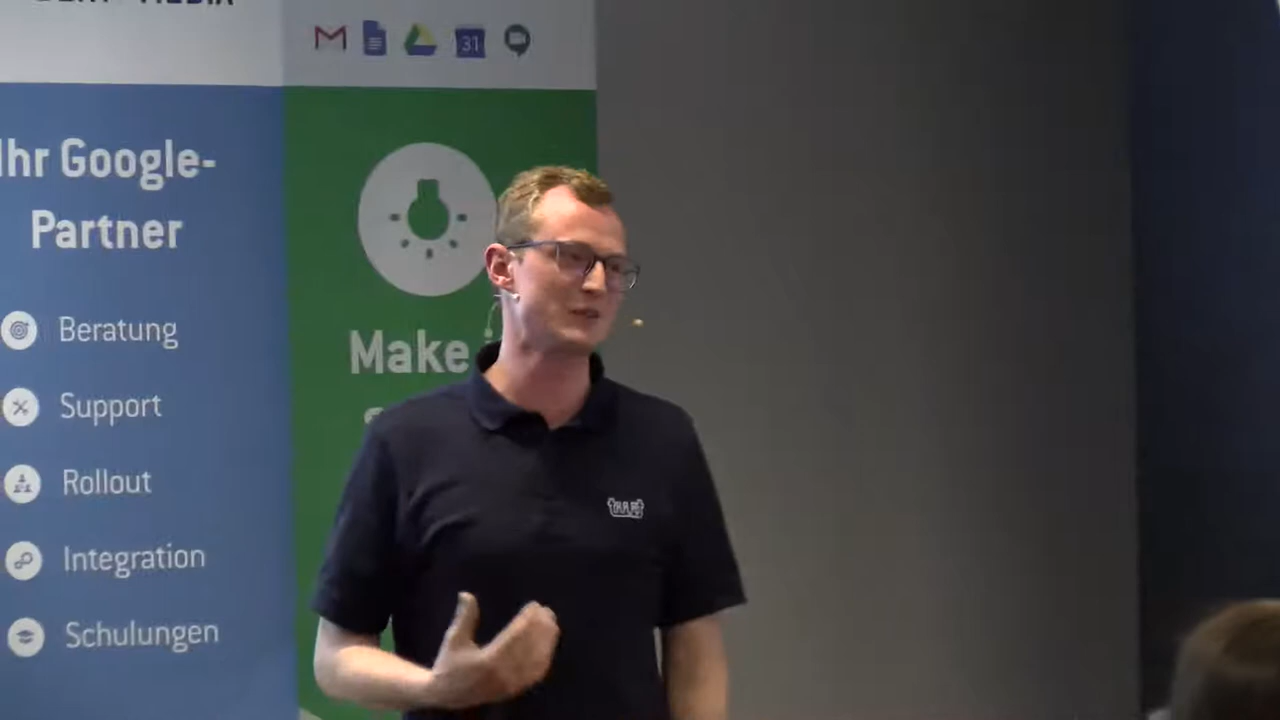 31
Ihr Google-
Partner
Beratung
Support
Rollout
Integration
Schulungen
Make